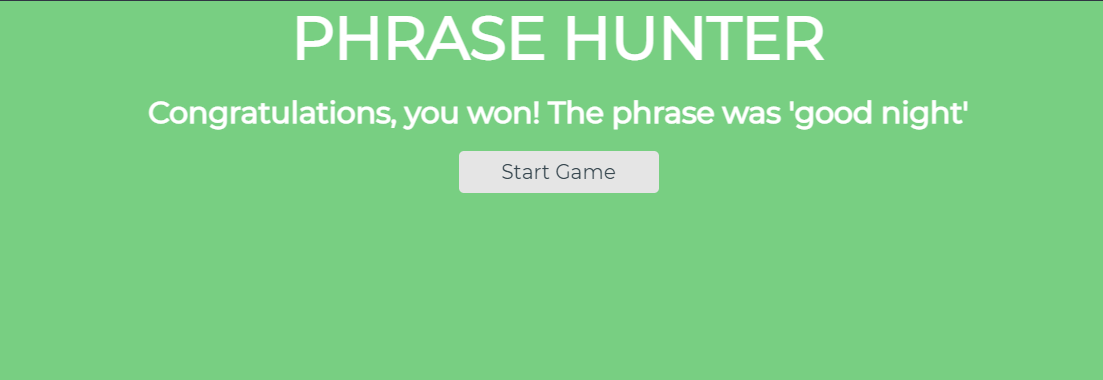 PHRASE HUNTER
Congratulations, you won! The phrase was 'good night'
Start Game